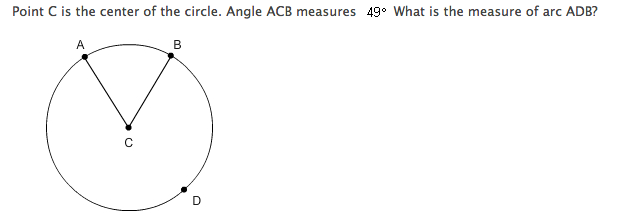 Point C is the center of the circle. Angle ACB measures 49° What is the measure of arc ADB?
A B
C
D